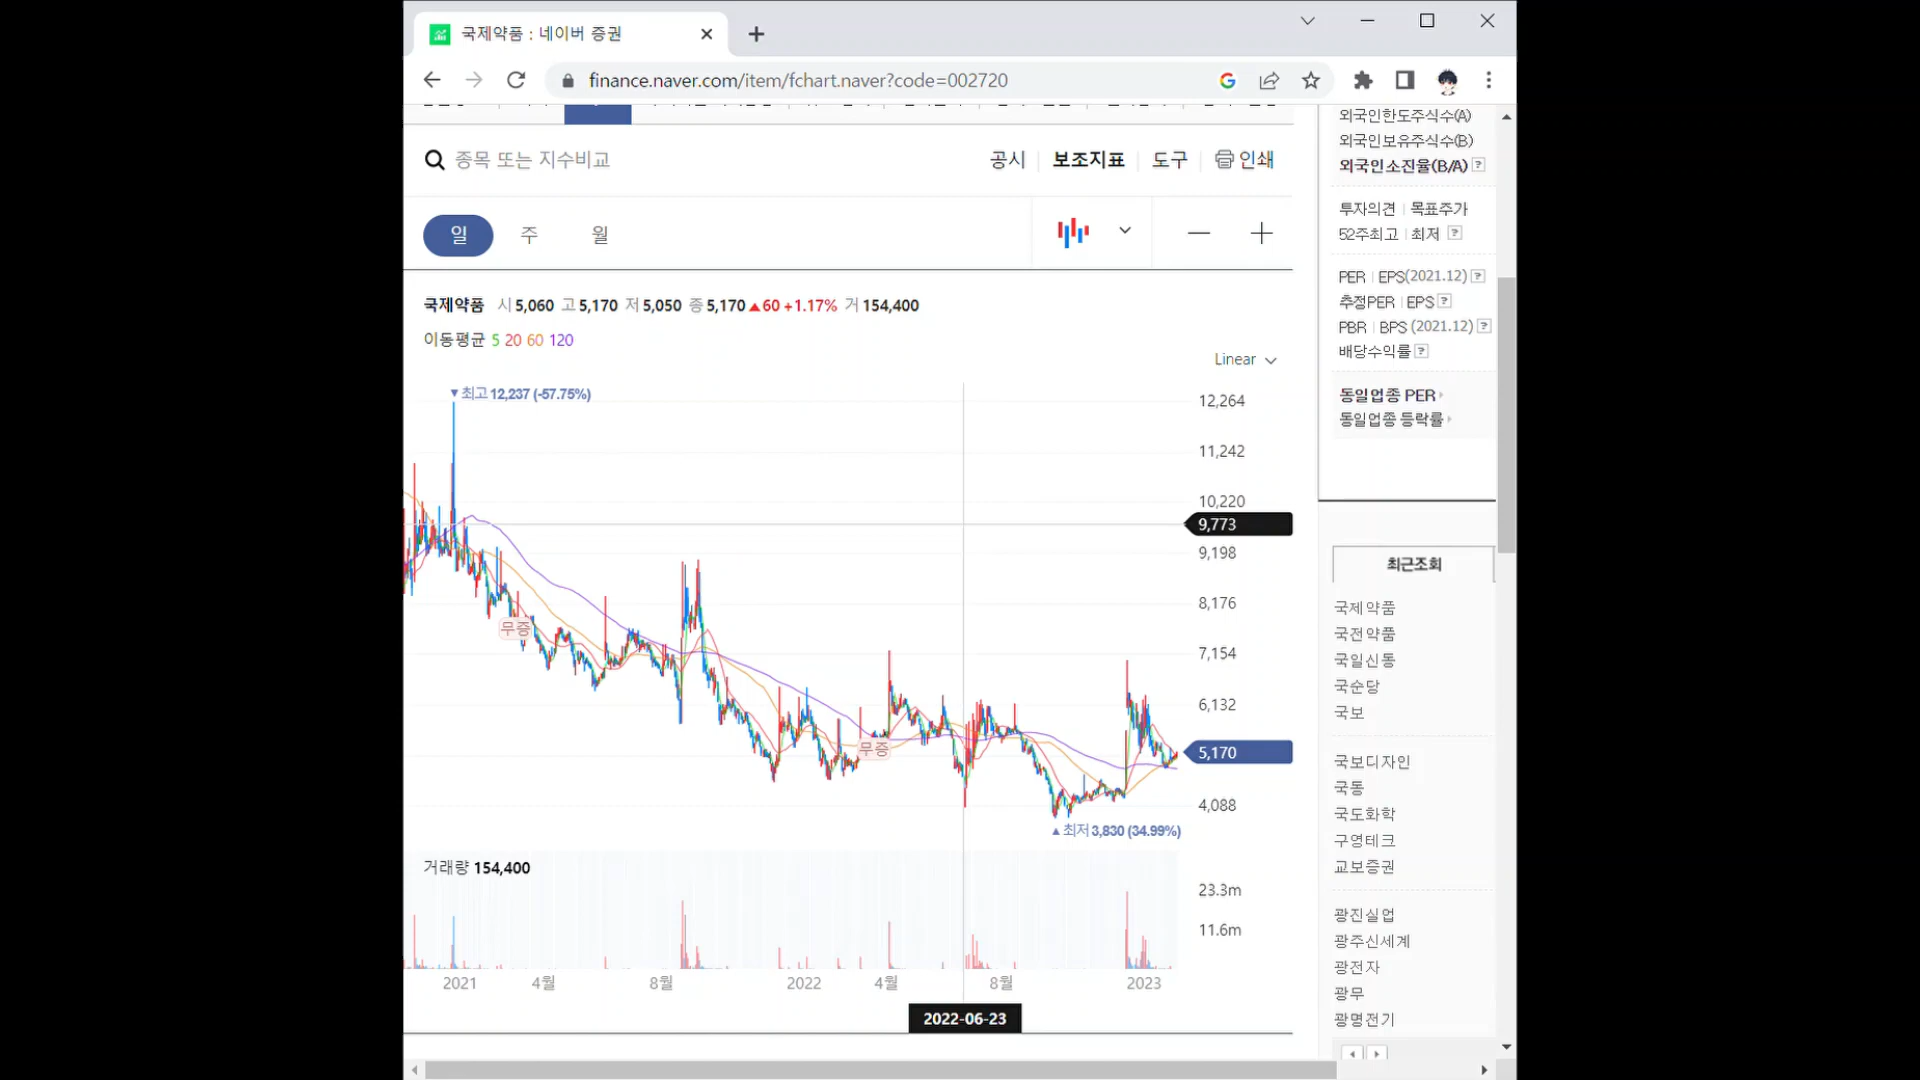 국제약품 : 네이버 증권
finance.naver.com/item/fchart.naver?code=002720
종목 또는 지수비교
공시
보조지표
도구
인쇄
일
주
월
국제약품 시 5,060 고 5,170 저 5,050 종 5,170 ▲60 +1.17% 거 154,400
이동평균 5 20 60 120
Linear
▼최고 12,237 (-57.75%)
12,264
11,242
10,220
9,773
9,198
8,176
7,154
6,132
5,170
4,088
무증
무증
▲최저 3,830 (34.99%)
거래량 154,400
23.3m
11.6m
2021
4월
8월
2022
4월
8월
2023
2022-06-23
외국인한도주식수(A)
외국인보유주식수(B)
외국인소진율(B/A) ?
투자의견 | 목표주가
52주최고 | 최저 ?
PER | EPS(2021.12) ?
추정PER | EPS ?
PBR | BPS (2021.12) ?
배당수익률 ?
동일업종 PER
동일업종 등락률
최근조회
국제약품
국전약품
국일신동
국순당
국보
국보디자인
국동
국도화학
구영테크
교보증권
광진실업
광주신세계
광전자
광무
광명전기